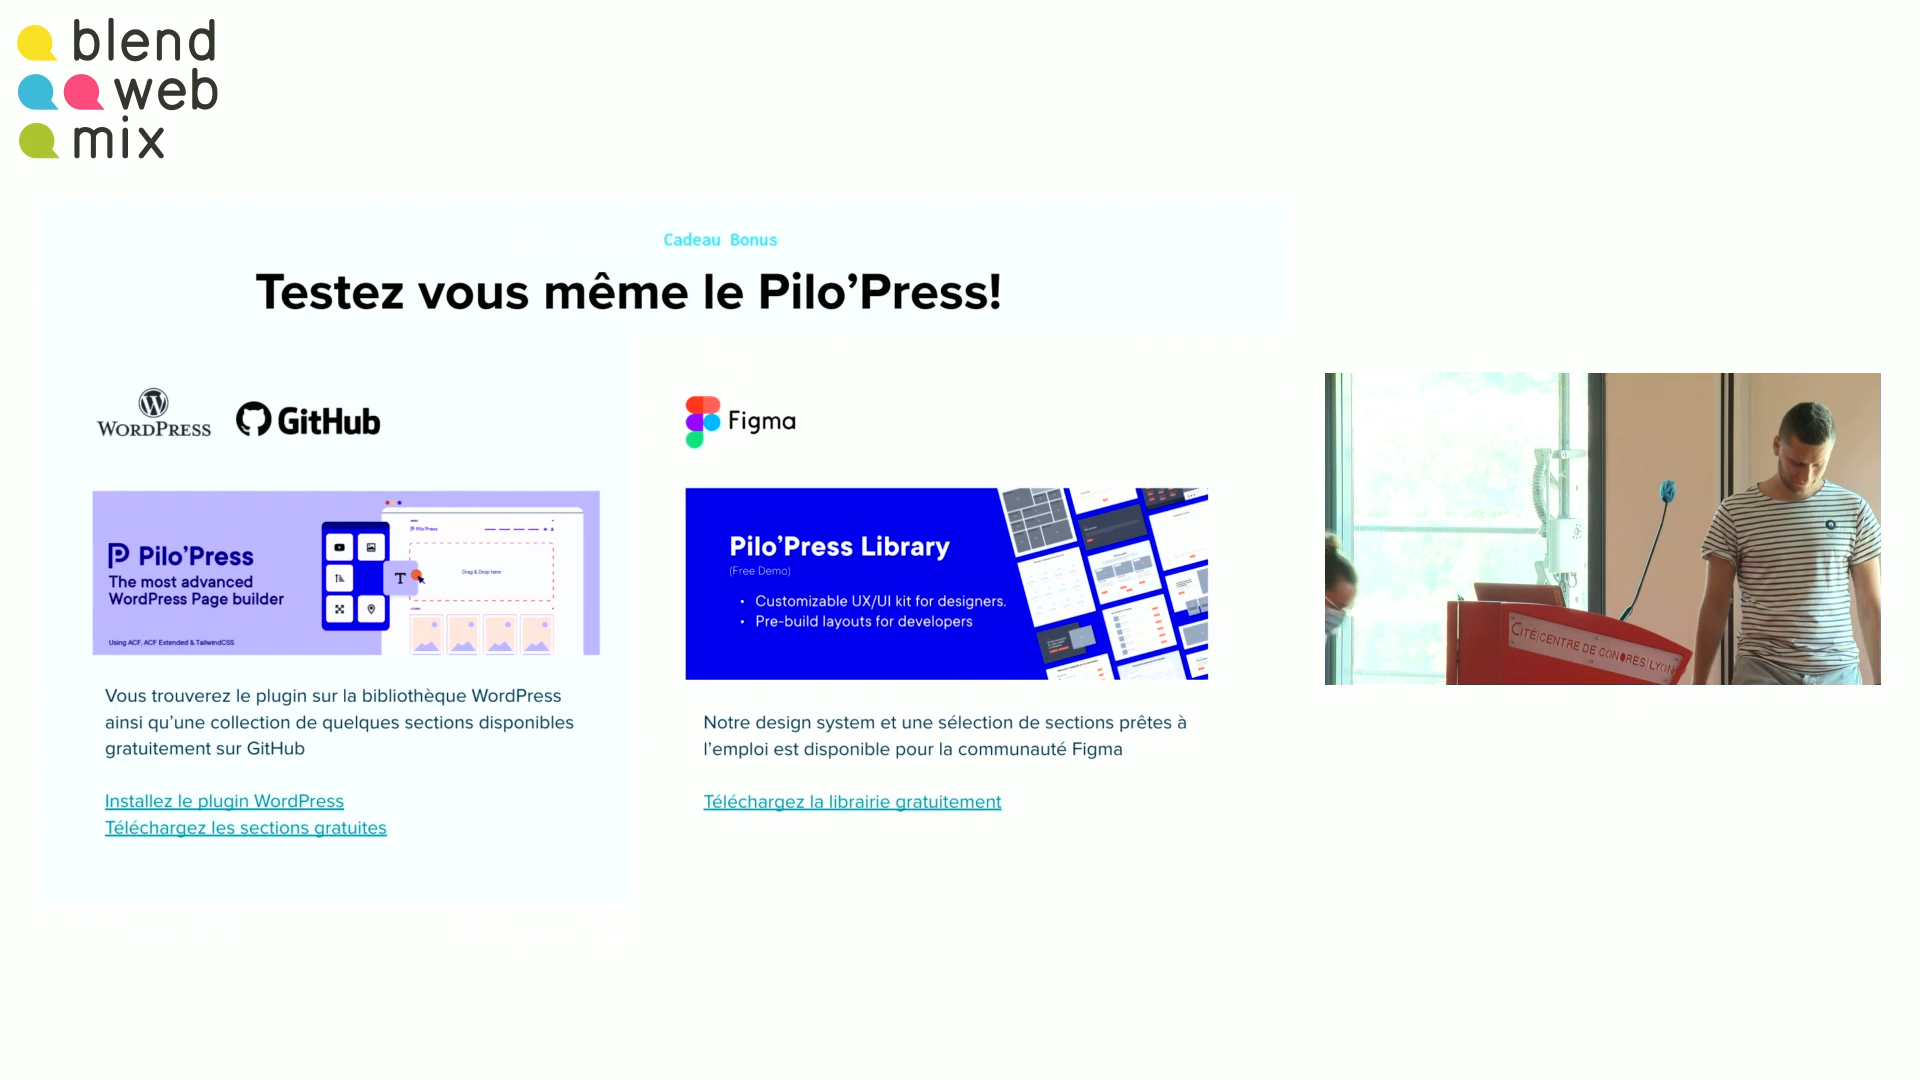 blend
web
mix
Cadeau Bonus
Testez vous même le Pilo’Press!
WORDPRESS
GitHub
Figma
Pilo’Press
The most advanced
WordPress Page builder
Using ACF, ACF Extended & TailwindCSS
Pilo’Press
Drag & Drop here
T
Pilo’Press Library
(Free Demo)
• Customizable UX/UI kit for designers.
• Pre-build layouts for developers
Vous trouverez le plugin sur la bibliothèque WordPress
ainsi qu’une collection de quelques sections disponibles
gratuitement sur GitHub
Installez le plugin WordPress
Téléchargez les sections gratuites
Notre design system et une sélection de sections prêtes à
l’emploi est disponible pour la communauté Figma
Téléchargez la librairie gratuitement
CITÉ|CENTRE DE CONGRÈS|LYON